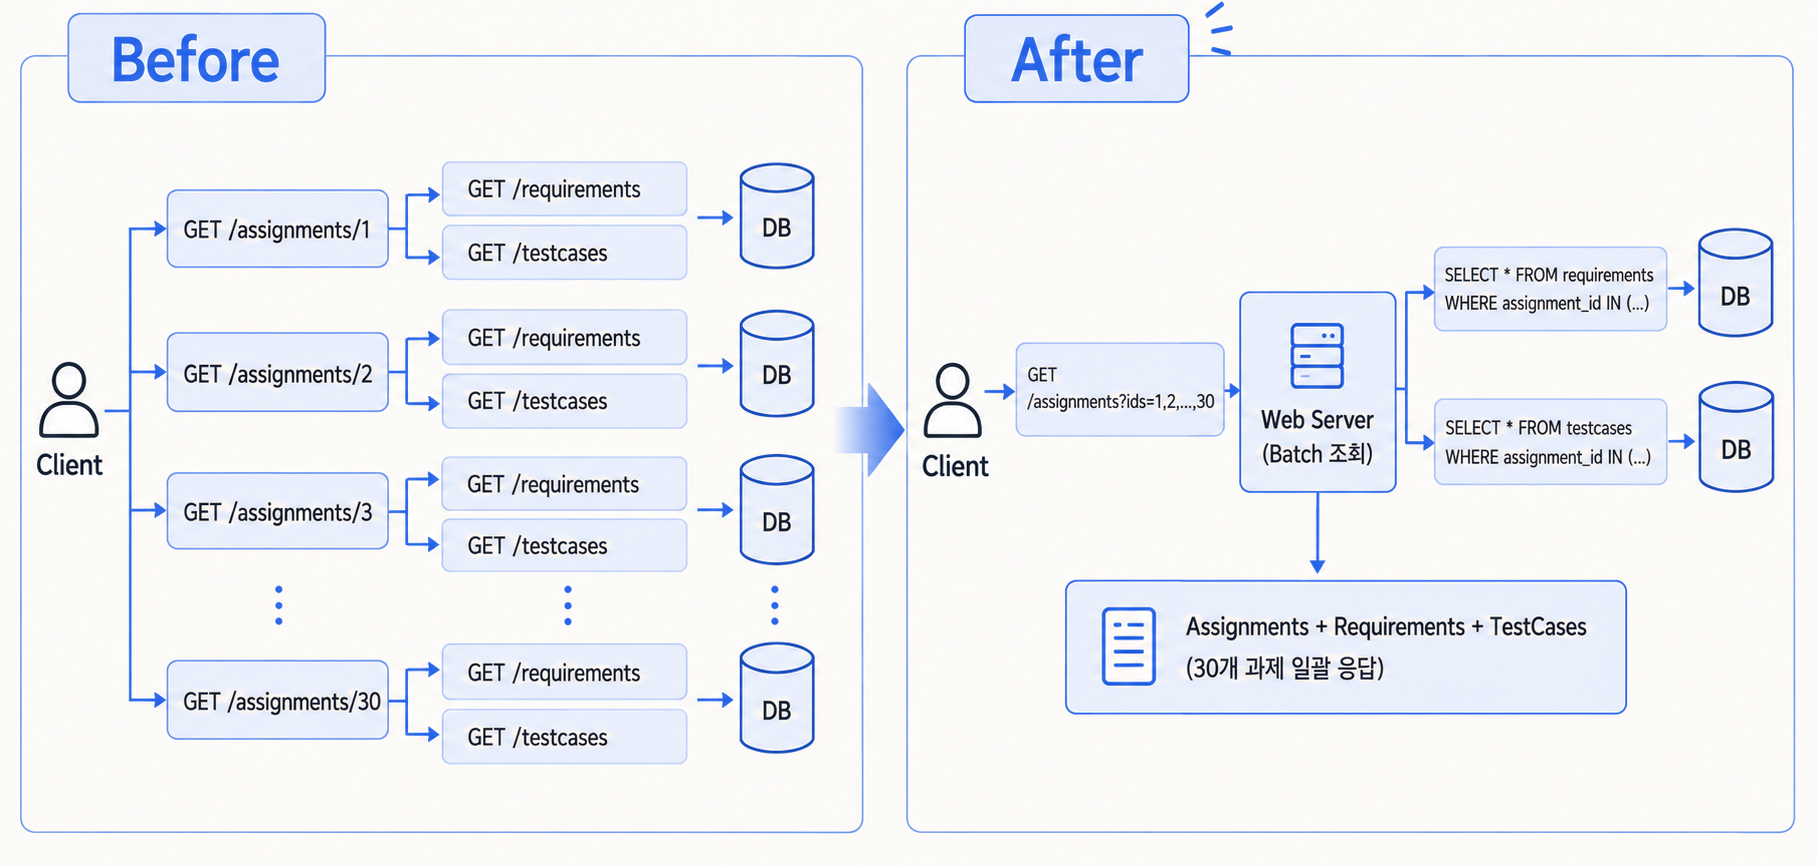 Before
GET /assignments/1
GET /requirements
GET /testcases
DB
GET /assignments/2
GET /requirements
GET /testcases
DB
Client
GET /assignments/3
GET /requirements
GET /testcases
DB
GET /assignments/30
GET /requirements
GET /testcases
DB
After
Client
GET
/assignments?ids=1,2,...,30
Web Server
(Batch 조회)
SELECT * FROM requirements
WHERE assignment_id IN (...)
DB
SELECT * FROM testcases
WHERE assignment_id IN (...)
DB
Assignments + Requirements + TestCases
(30개 과제 일괄 응답)